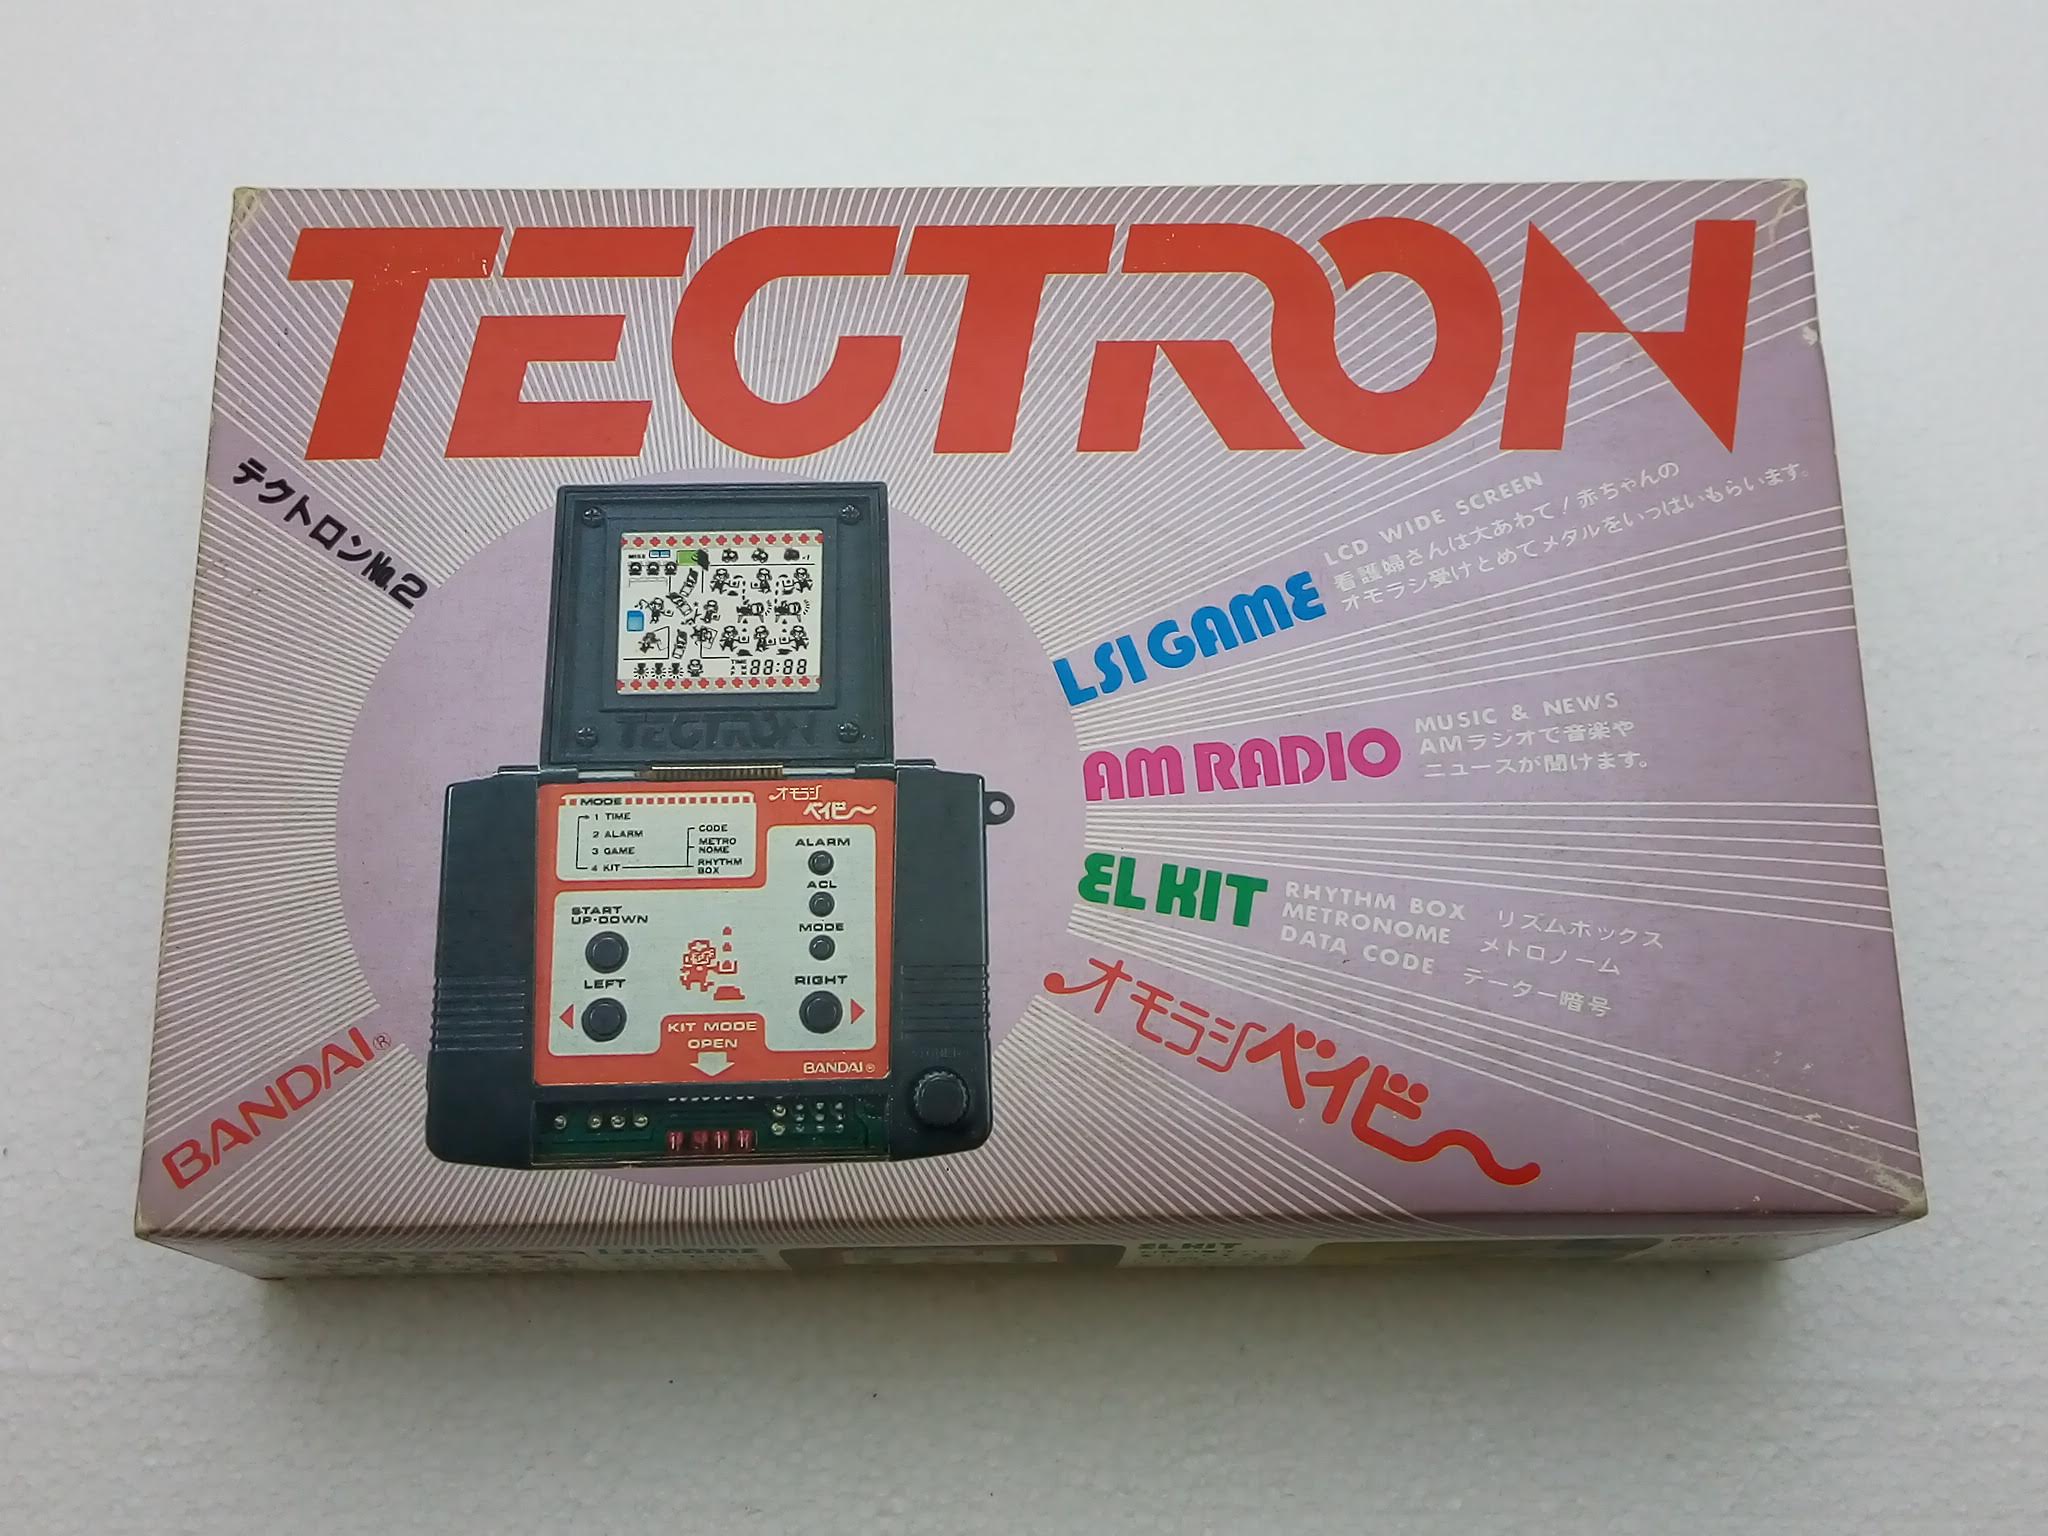 TECTRON
テクトロンNo.2
LSI GAME
LCD WIDE SCREEN
看護婦さんは大あわて！赤ちゃんの
オモラシ受けとめてメダルをいっぱいもらいます。
AM RADIO
MUSIC & NEWS
AMラジオで音楽や
ニュースが聞けます。
EL KIT
RHYTHM BOX リズムボックス
METRONOME メトロノーム
DATA CODE データー暗号
オモラシベイビ〜
BANDAI®
MISS
TIME
88:88
TECTRON
MODE
1 TIME
2 ALARM
3 GAME
4 KIT
CODE
METRO
NOME
RHYTHM
BOX
オモラシ
ベイビ〜
ALARM
ACL
MODE
START
UP·DOWN
LEFT
RIGHT
KIT MODE
OPEN
BANDAI®
LSI GAME
EL KIT